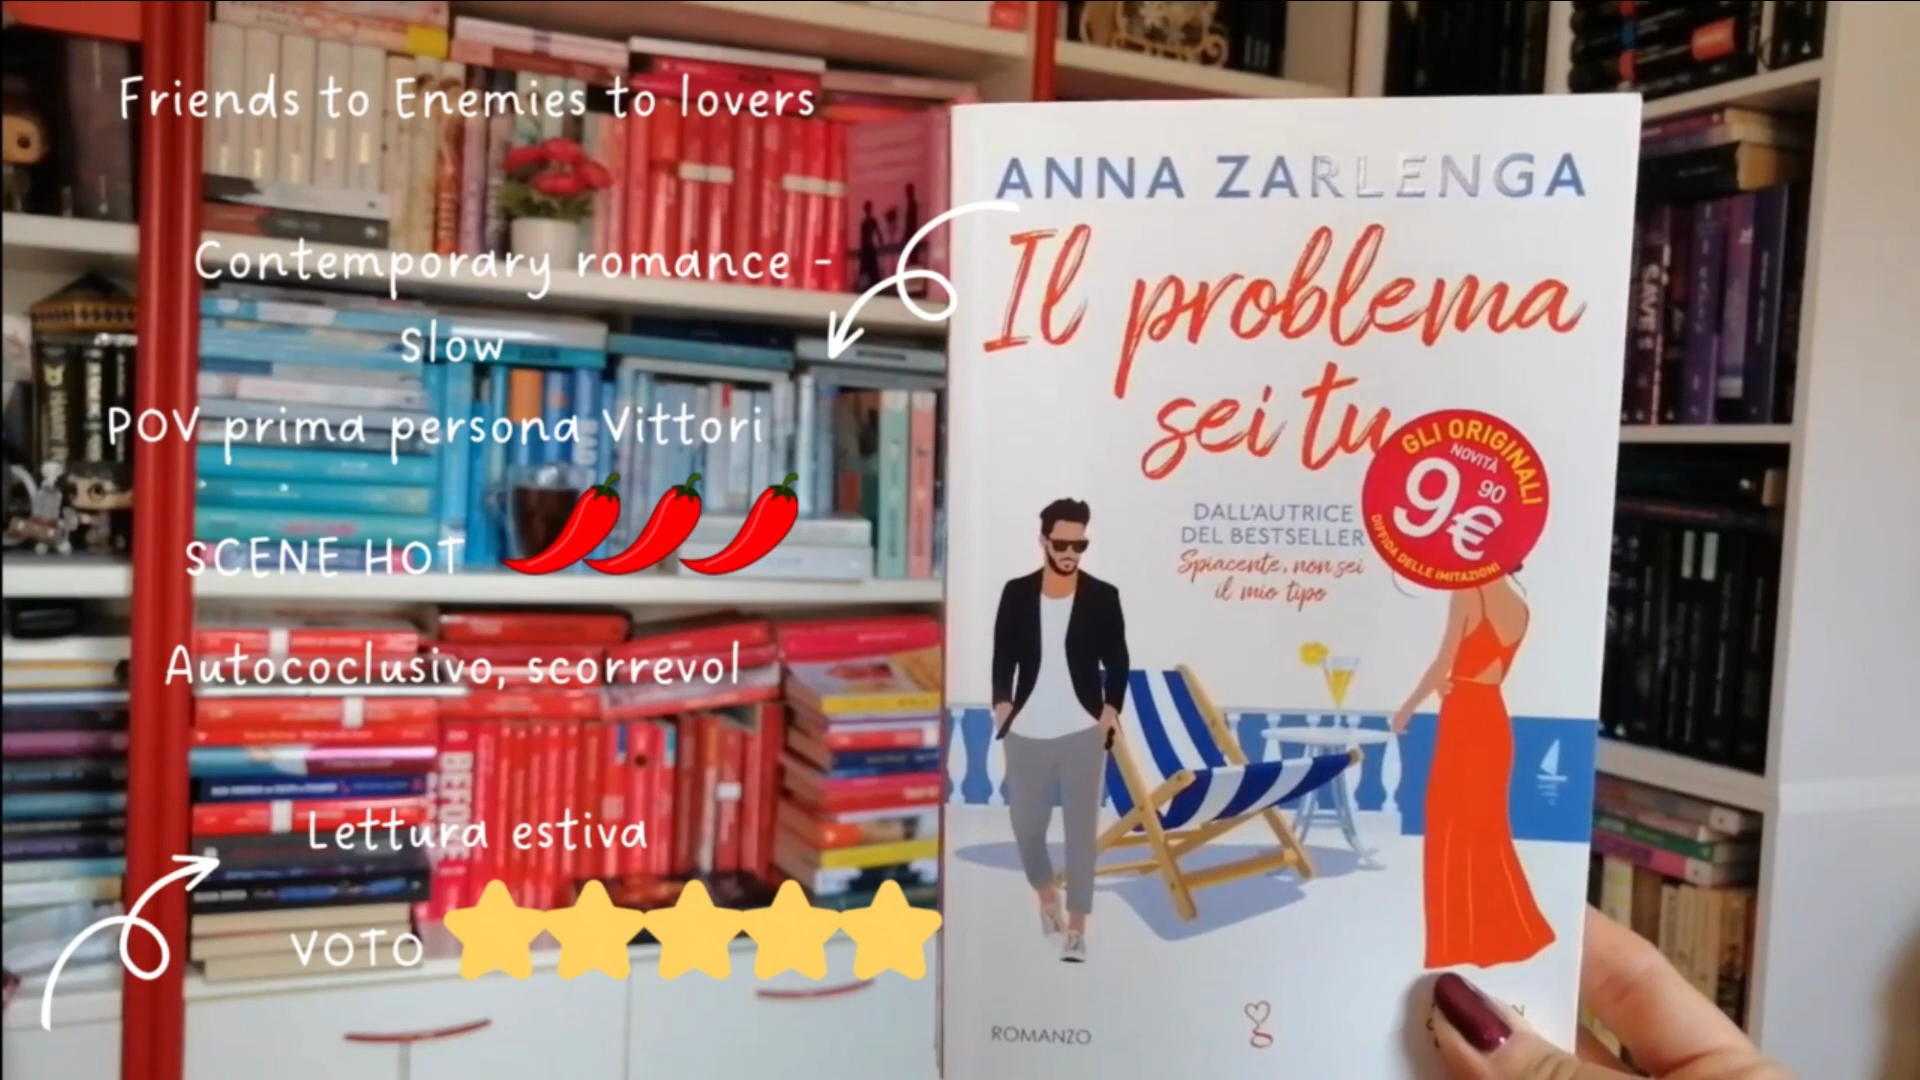 Friends to Enemies to lovers
Contemporary romance -
Slow
POV prima persona Vittori
SCENE HOT
Autococlusivo, scorrevol
Lettura estiva
VOTO
ANNA ZARLENGA
Il problema
sei tu
GLI ORIGINALI
NOVITÀ
9€90
DIFFIDA DELLE IMITAZIONI
DALL'AUTRICE
DEL BESTSELLER
Spiacente, non sei
il mio tipo
ROMANZO
BEFORE